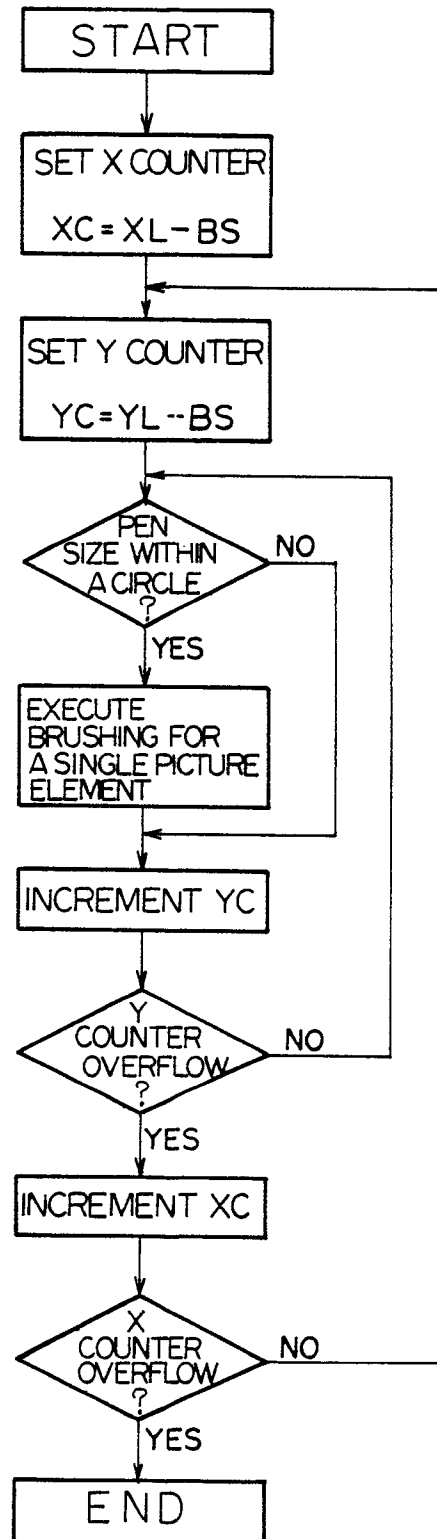 START
SET X COUNTER
XC=XL-BS
SET Y COUNTER
YC=YL--BS
PEN
SIZE WITHIN
A CIRCLE
?
NO
YES
EXECUTE
BRUSHING FOR
A SINGLE PICTURE
ELEMENT
INCREMENT YC
Y
COUNTER
OVERFLOW
?
NO
YES
INCREMENT XC
X
COUNTER
OVERFLOW
?
NO
YES
END